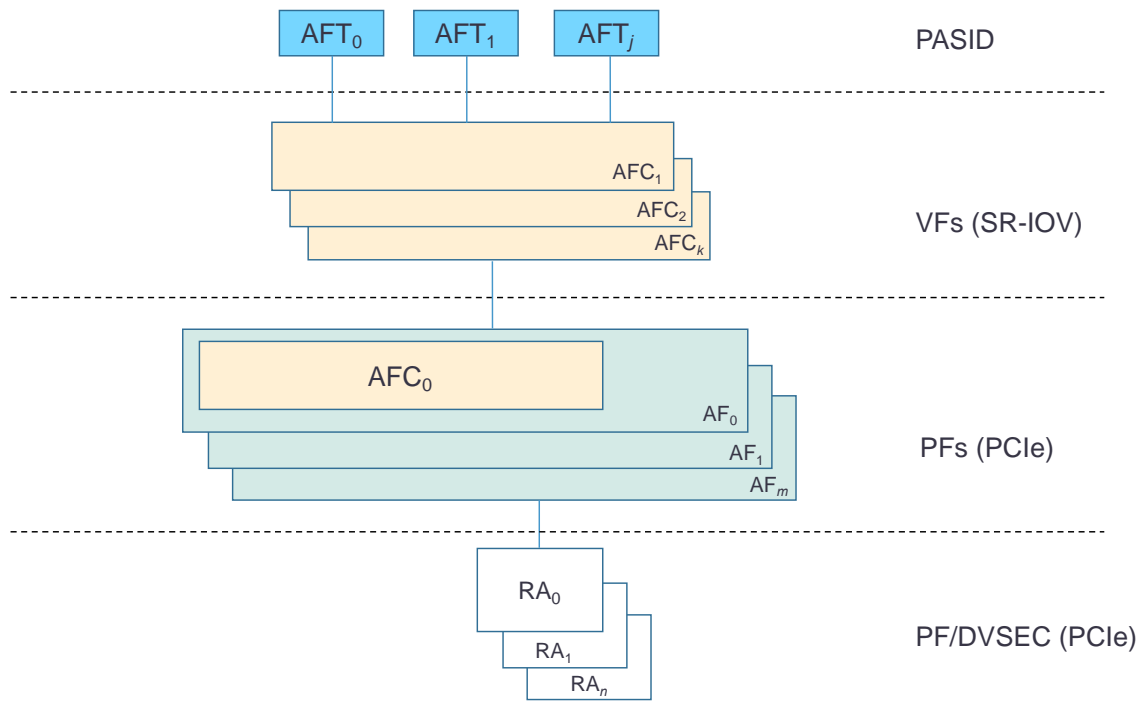 AFT₀ AFT₁ AFTⱼ PASID
AFC₁
AFC₂
AFCₖ
VFs (SR-IOV)
AFC₀
AF₀
AF₁
AFₘ
PFs (PCIe)
RA₀
RA₁
RAₙ
PF/DVSEC (PCIe)